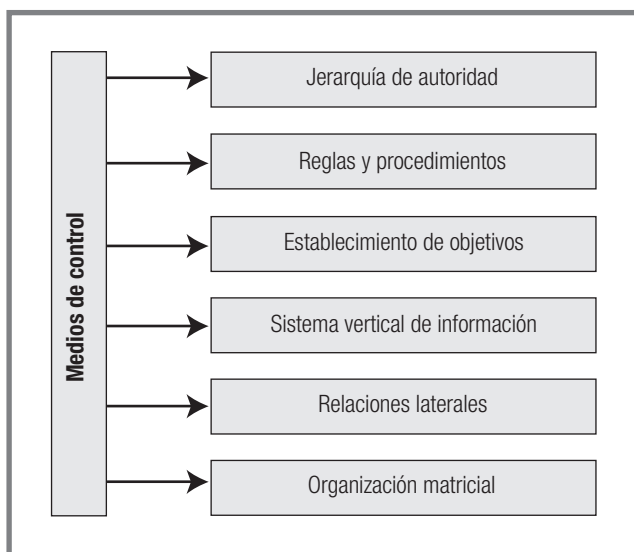 Medios de control
Jerarquía de autoridad
Reglas y procedimientos
Establecimiento de objetivos
Sistema vertical de información
Relaciones laterales
Organización matricial